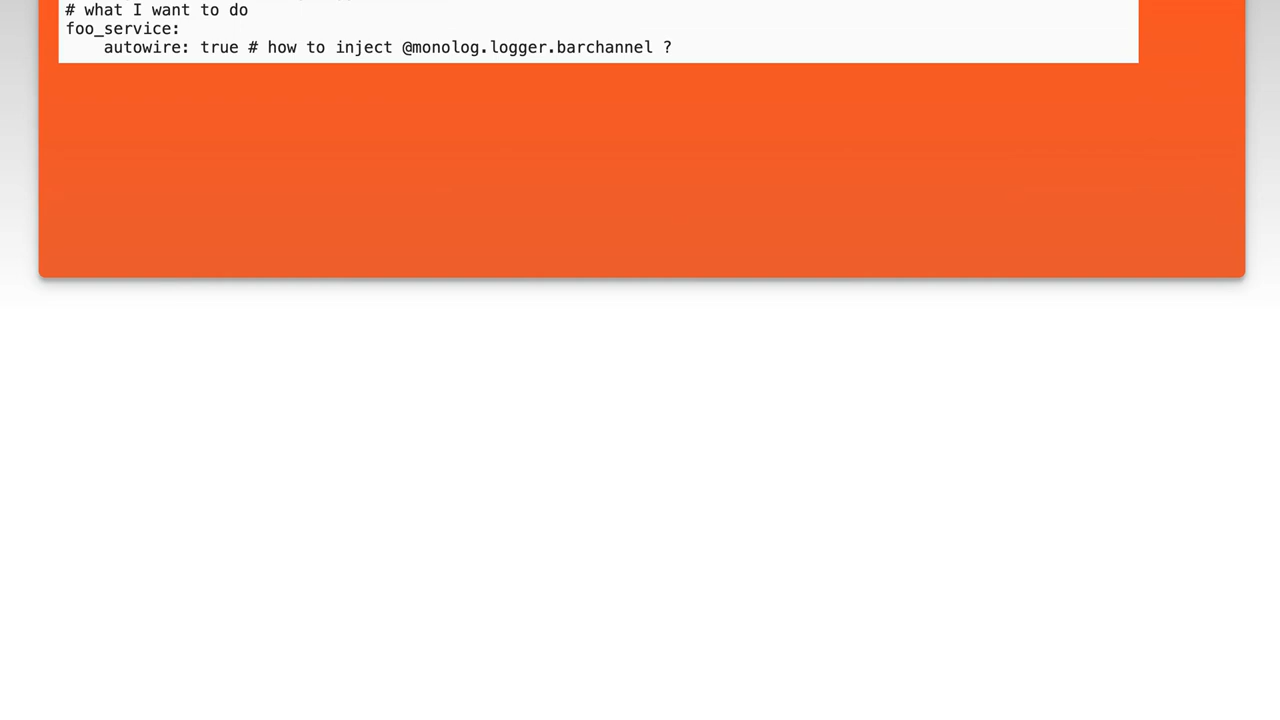 # what I want to do
foo_service:
    autowire: true # how to inject @monolog.logger.barchannel ?